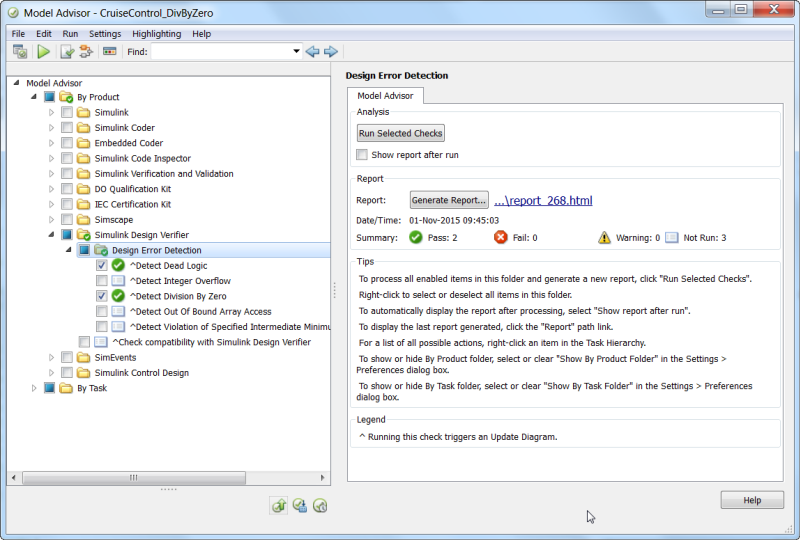 Model Advisor - CruiseControl_DivByZero
File Edit Run Settings Highlighting Help
Find:
Model Advisor
By Product
Simulink
Simulink Coder
Embedded Coder
Simulink Code Inspector
Simulink Verification and Validation
DO Qualification Kit
IEC Certification Kit
Simscape
Simulink Design Verifier
Design Error Detection
^Detect Dead Logic
^Detect Integer Overflow
^Detect Division By Zero
^Detect Out Of Bound Array Access
^Detect Violation of Specified Intermediate Minimu
^Check compatibility with Simulink Design Verifier
SimEvents
Simulink Control Design
By Task
Design Error Detection
Model Advisor
Analysis
Run Selected Checks
Show report after run
Report
Report: Generate Report... ...\report_268.html
Date/Time: 01-Nov-2015 09:45:03
Summary: Pass: 2 Fail: 0 Warning: 0 Not Run: 3
Tips
To process all enabled items in this folder and generate a new report, click "Run Selected Checks".
Right-click to select or deselect all items in this folder.
To automatically display the report after processing, select "Show report after run".
To display the last report generated, click the "Report" path link.
For a list of all possible actions, right-click an item in the Task Hierarchy.
To show or hide By Product folder, select or clear "Show By Product Folder" in the Settings >
Preferences dialog box.
To show or hide By Task folder, select or clear "Show By Task Folder" in the Settings > Preferences
dialog box.
Legend
^ Running this check triggers an Update Diagram.
Help